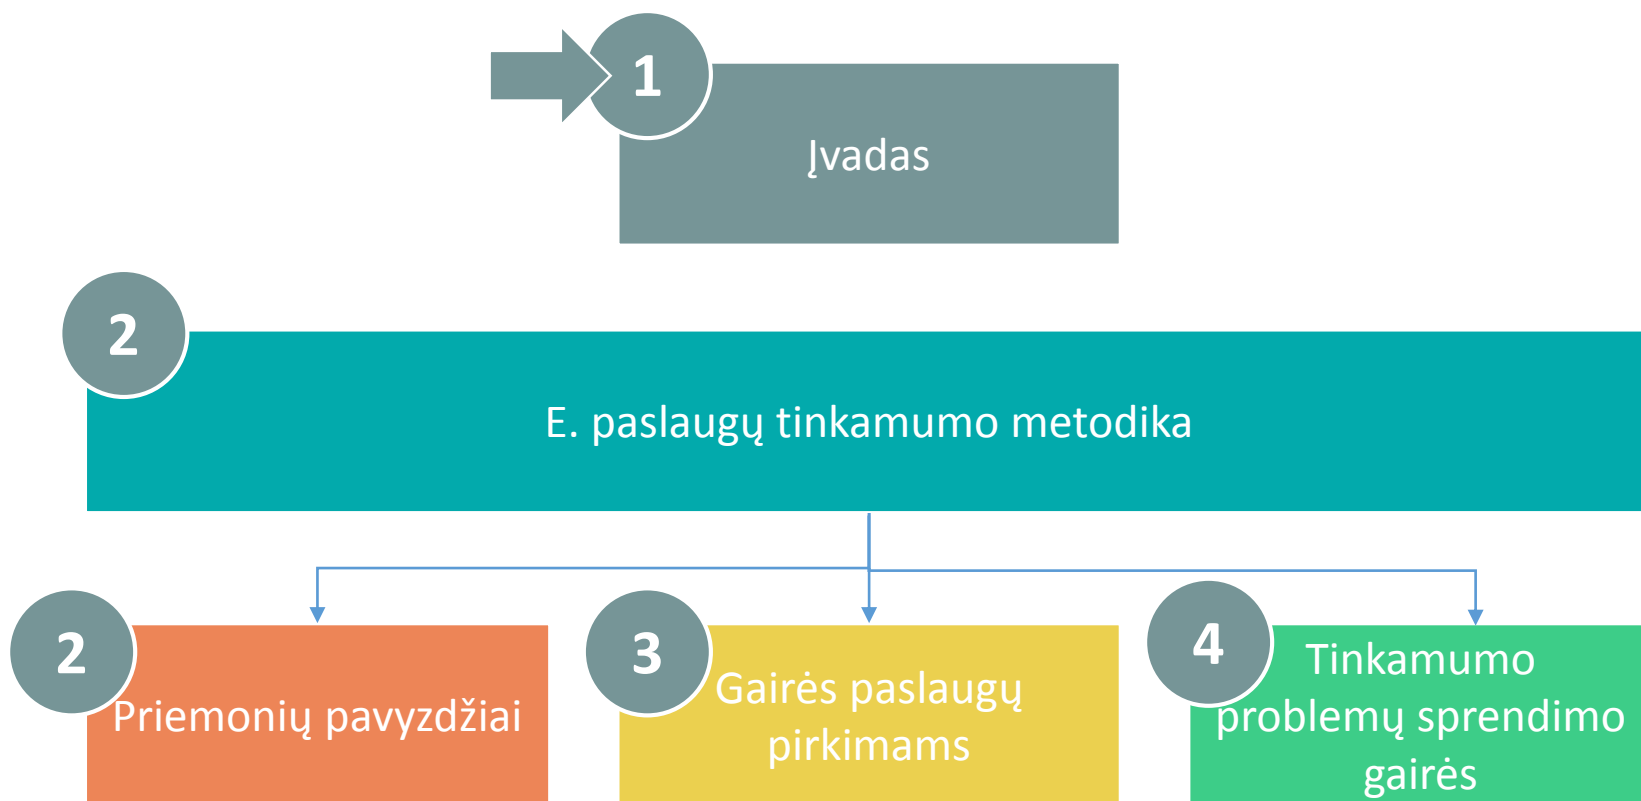 1
Įvadas
2
E. paslaugų tinkamumo metodika
2
Priemonių pavyzdžiai
3
Gairės paslaugų
pirkimams
4
Tinkamumo
problemų sprendimo
gairės